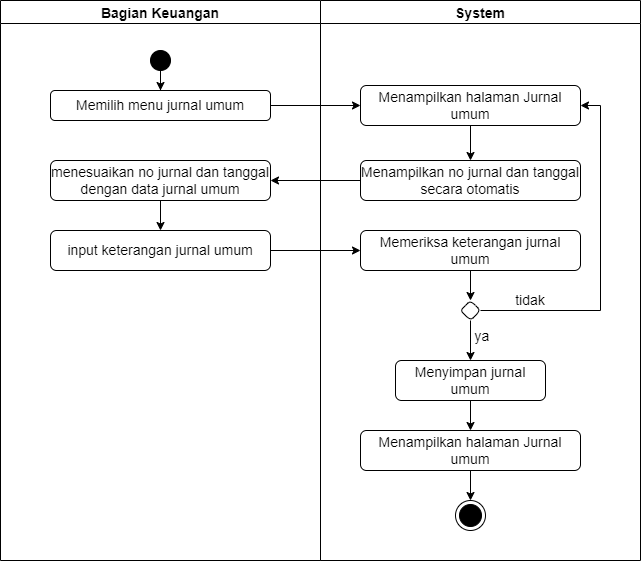 Bagian Keuangan
System
Memilih menu jurnal umum
Menampilkan halaman Jurnal
umum
menesuaikan no jurnal dan tanggal
dengan data jurnal umum
Menampilkan no jurnal dan tanggal
secara otomatis
input keterangan jurnal umum
Memeriksa keterangan jurnal
umum
tidak
ya
Menyimpan jurnal
umum
Menampilkan halaman Jurnal
umum